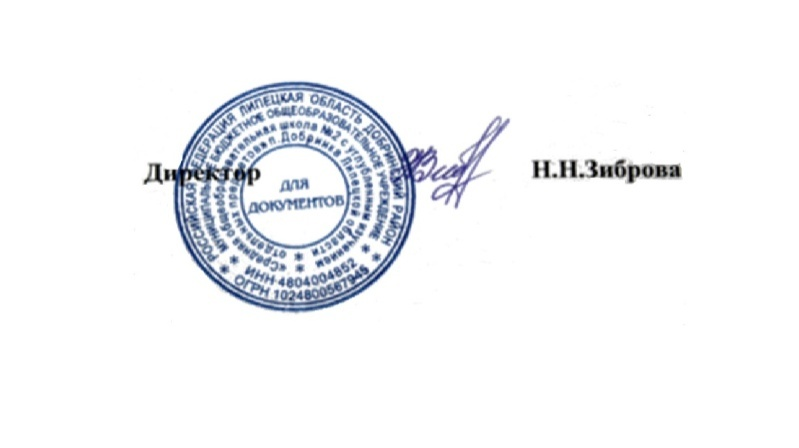 Директор
Н.Н.Зиброва
РОССИЙСКАЯ ФЕДЕРАЦИЯ ЛИПЕЦКАЯ ОБЛАСТЬ ДОБРИНСКИЙ РАЙОН
МУНИЦИПАЛЬНОЕ БЮДЖЕТНОЕ ОБЩЕОБРАЗОВАТЕЛЬНОЕ УЧРЕЖДЕНИЕ
«Средняя общеобразовательная школа №2 с углубленным изучением
отдельных предметов» п.Добринка Липецкой области
ИНН 4804004852
ОГРН 1024800567945
ДЛЯ
ДОКУМЕНТОВ